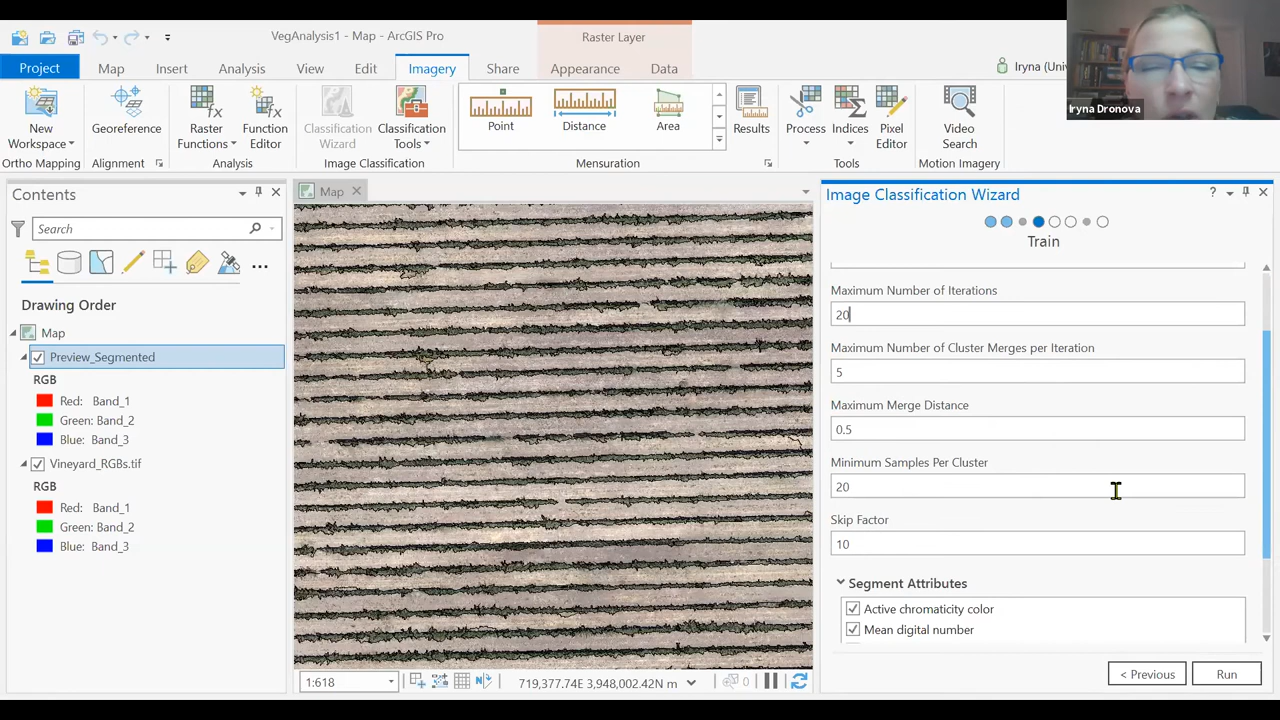 VegAnalysis1 - Map - ArcGIS Pro
Raster Layer
Iryna (Univ
Iryna Dronova
Project
Map
Insert
Analysis
View
Edit
Imagery
Share
Appearance
Data
New
Workspace
Georeference
Raster
Functions
Function
Editor
Classification
Wizard
Classification
Tools
Point
Distance
Area
Results
Process
Indices
Pixel
Editor
Video
Search
Ortho Mapping
Alignment
Analysis
Image Classification
Mensuration
Tools
Motion Imagery
Contents
Search
Drawing Order
Map
Preview_Segmented
RGB
Red: Band_1
Green: Band_2
Blue: Band_3
Vineyard_RGBs.tif
RGB
Red: Band_1
Green: Band_2
Blue: Band_3
Map
1:618
719,377.74E 3,948,002.42N m
0
Image Classification Wizard
?
Train
Maximum Number of Iterations
20
Maximum Number of Cluster Merges per Iteration
5
Maximum Merge Distance
0.5
Minimum Samples Per Cluster
20
Skip Factor
10
Segment Attributes
Active chromaticity color
Mean digital number
< Previous
Run